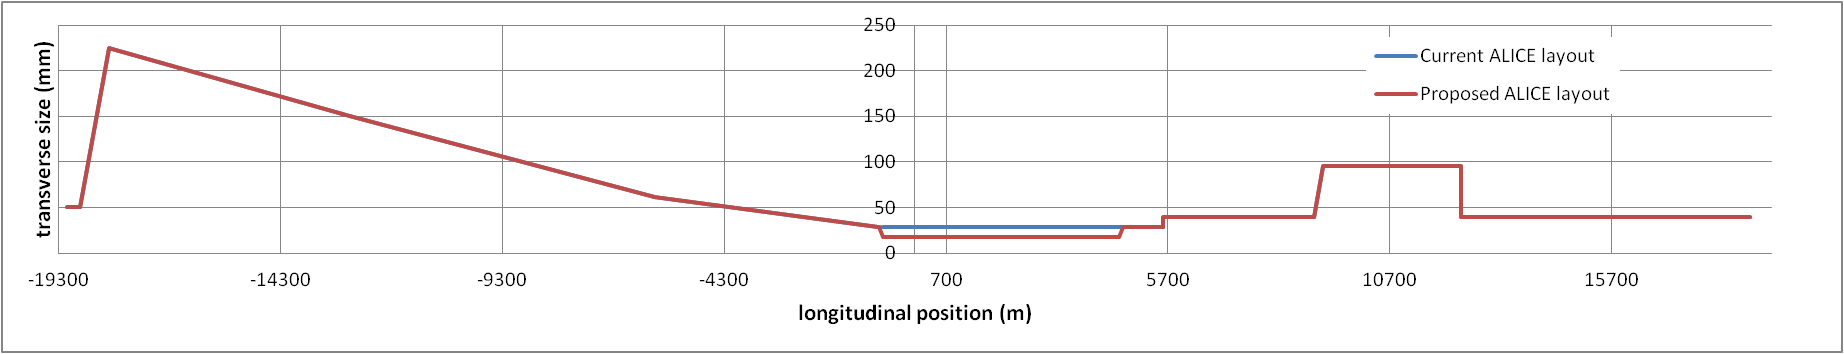 transverse size (mm)
250
200
150
100
50
0
Current ALICE layout
Proposed ALICE layout
-19300 -14300 -9300 -4300 700 5700 10700 15700
longitudinal position (m)